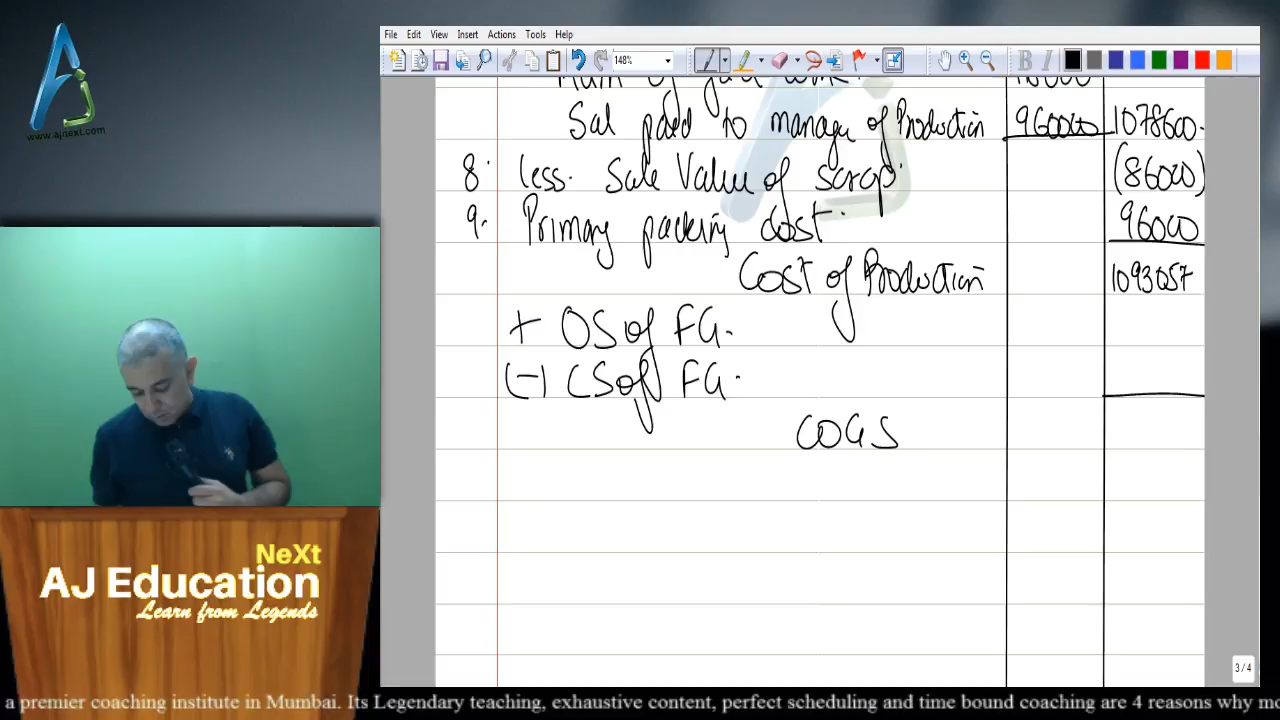 www.ajnext.com
NeXt
AJ Education
Learn from Legends
File Edit View Insert Actions Tools Help
148%
B I
Sal paid to manager of Production 960000 1078600
8. less. Sale Value of scrap. (86000)
9. Primary packing cost. 96000
Cost of Production 1093057
+ OS of FG.
(-) CS of FG.
COGS
3 / 4
a premier coaching institute in Mumbai. Its Legendary teaching, exhaustive content, perfect scheduling and time bound coaching are 4 reasons why mo